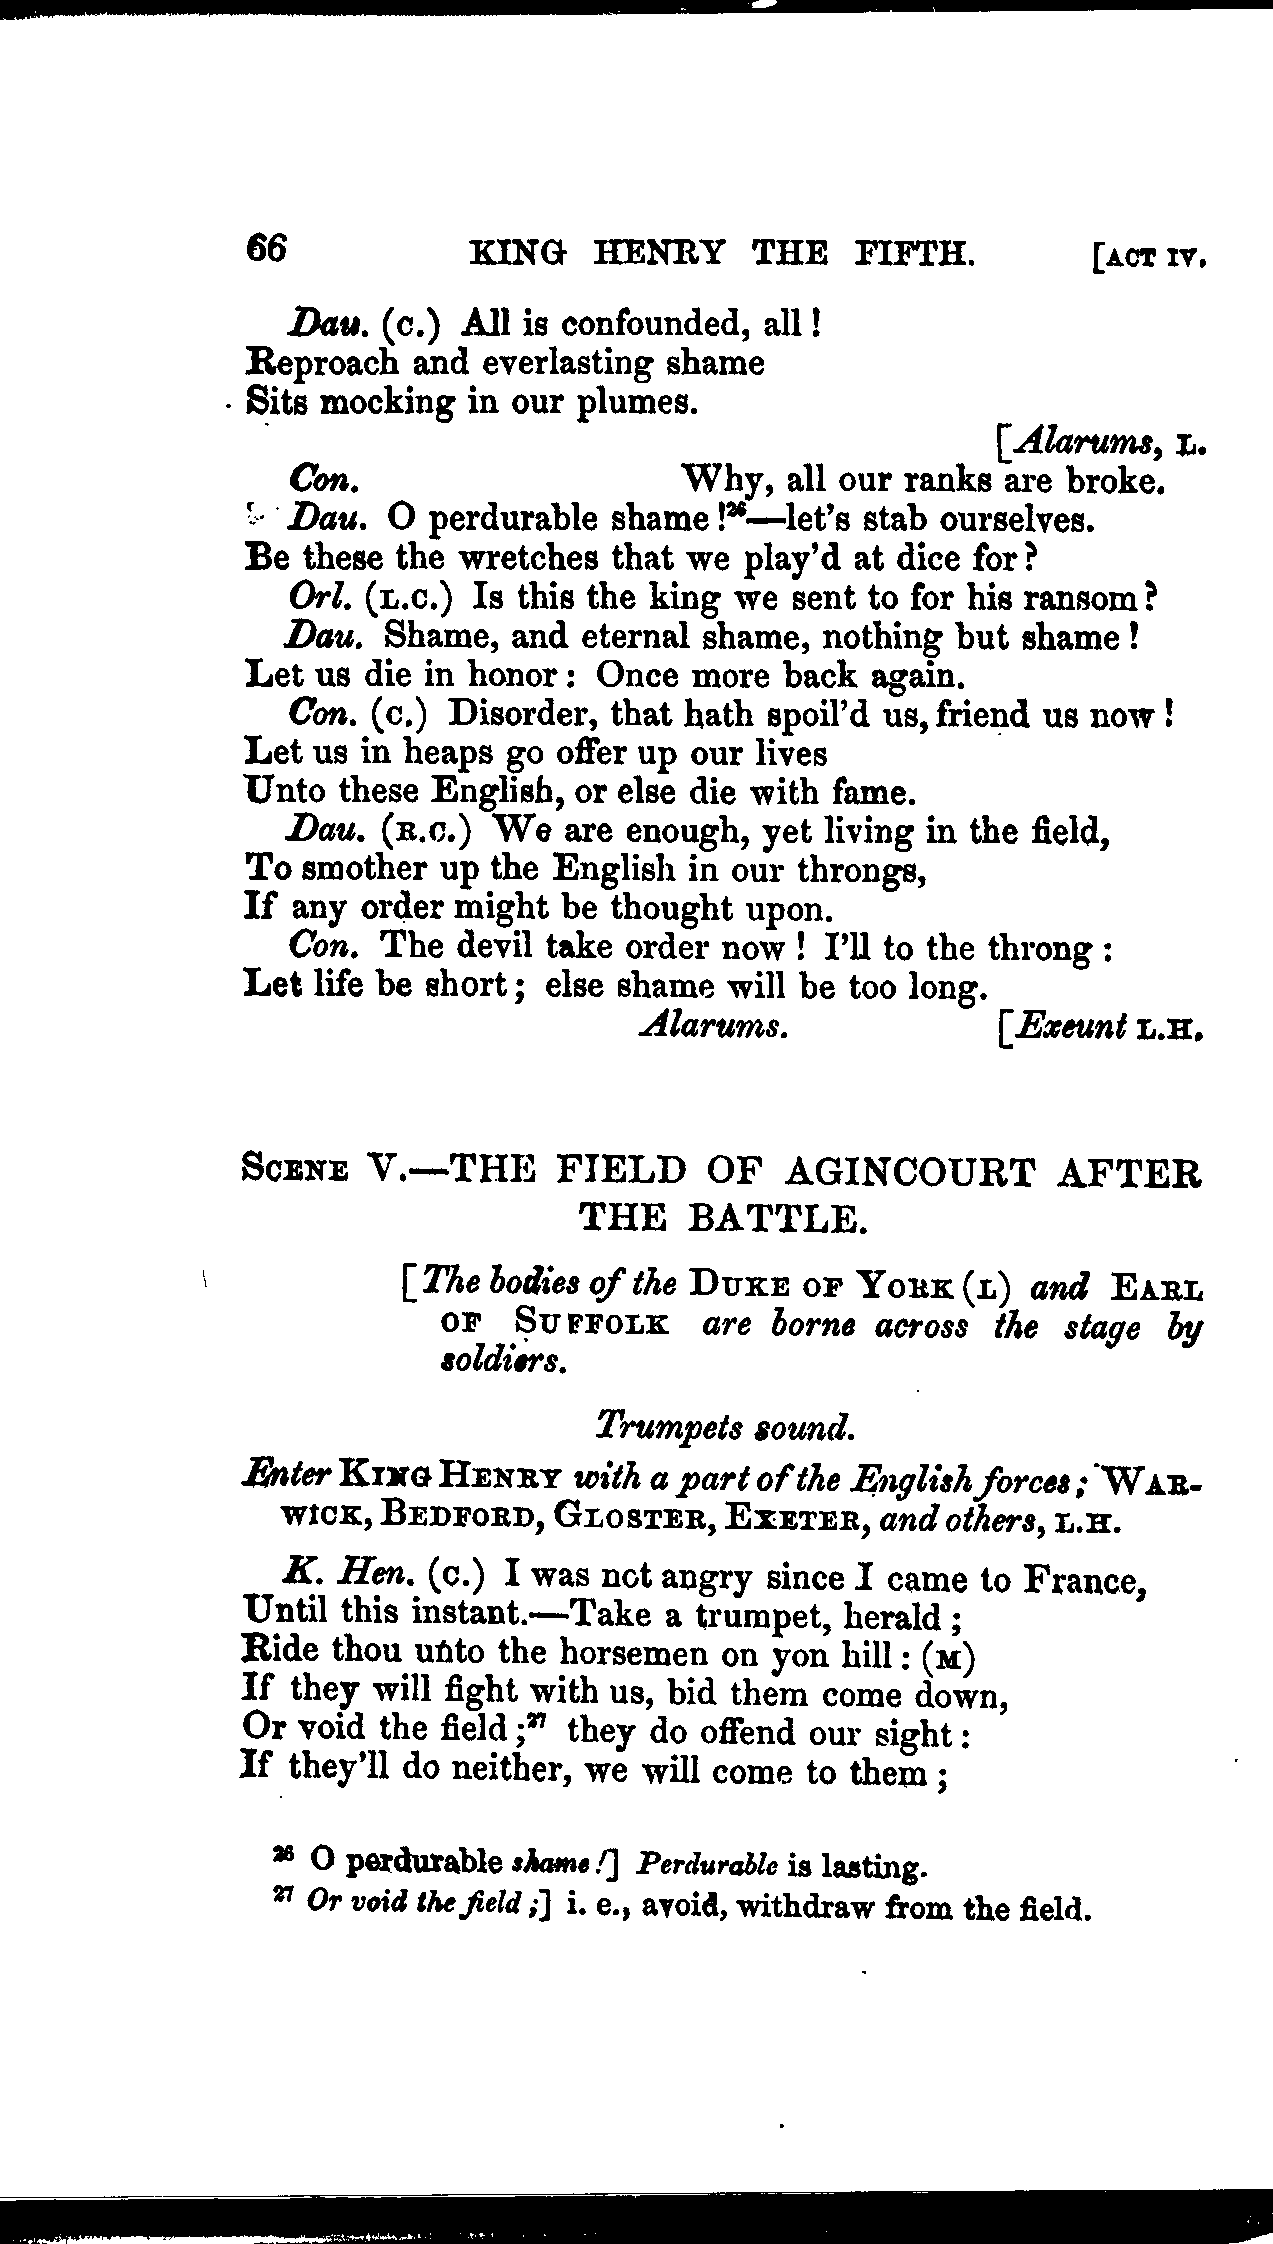 66 KING HENRY THE FIFTH. [ACT IV.
Dau. (C.) All is confounded, all!
Reproach and everlasting shame
Sits mocking in our plumes.
[Alarums, L.
Con. Why, all our ranks are broke.
Dau. O perdurable shame!²⁶—let's stab ourselves.
Be these the wretches that we play'd at dice for?
Orl. (L.C.) Is this the king we sent to for his ransom?
Dau. Shame, and eternal shame, nothing but shame!
Let us die in honor: Once more back again.
Con. (C.) Disorder, that hath spoil'd us, friend us now!
Let us in heaps go offer up our lives
Unto these English, or else die with fame.
Dau. (R.C.) We are enough, yet living in the field,
To smother up the English in our throngs,
If any order might be thought upon.
Con. The devil take order now! I'll to the throng:
Let life be short; else shame will be too long.
Alarums. [Exeunt L.H.
SCENE V.—THE FIELD OF AGINCOURT AFTER
THE BATTLE.
[The bodies of the DUKE OF YORK (L) and EARL
OF SUFFOLK are borne across the stage by
soldiers.
Trumpets sound.
Enter KING HENRY with a part of the English forces; WAR-
WICK, BEDFORD, GLOSTER, EXETER, and others, L.H.
K. Hen. (C.) I was not angry since I came to France,
Until this instant.—Take a trumpet, herald;
Ride thou unto the horsemen on yon hill: (M)
If they will fight with us, bid them come down,
Or void the field;²⁷ they do offend our sight:
If they'll do neither, we will come to them;
²⁶ O perdurable shame!] Perdurable is lasting.
²⁷ Or void the field;] i. e., avoid, withdraw from the field.